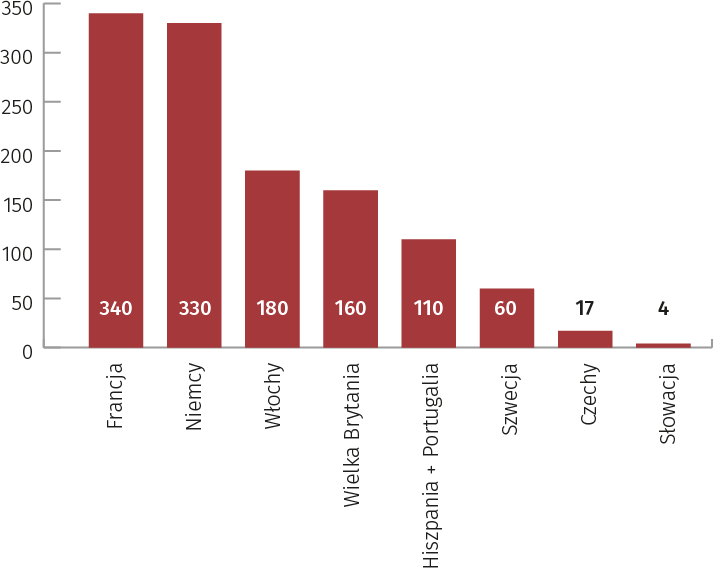 350
300
250
200
150
100
50
0
340
330
180
160
110
60
17
4
Francja
Niemcy
Włochy
Wielka Brytania
Hiszpania + Portugalia
Szwecja
Czechy
Słowacja